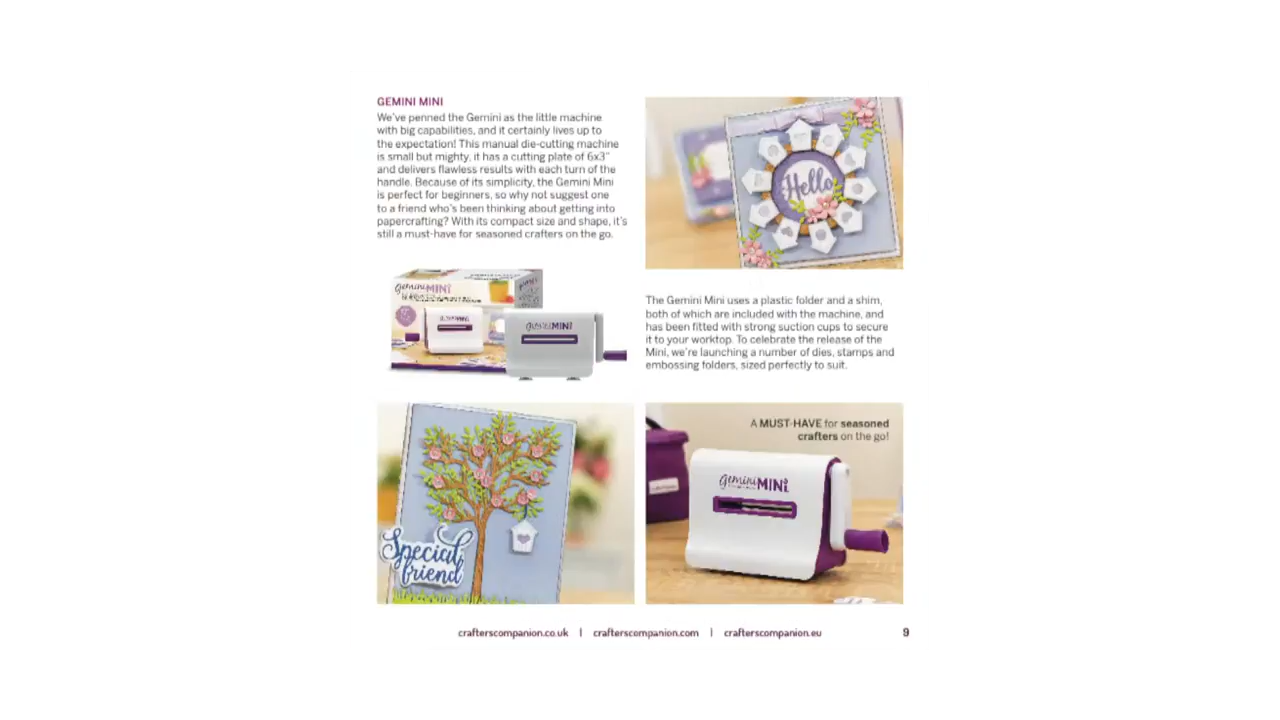 GEMINI MINI
We've penned the Gemini as the little machine
with big capabilities, and it certainly lives up to
the expectation! This manual die-cutting machine
is small but mighty, it has a cutting plate of 6x3"
and delivers flawless results with each turn of the
handle. Because of its simplicity, the Gemini Mini
is perfect for beginners, so why not suggest one
to a friend who's been thinking about getting into
papercrafting? With its compact size and shape, it's
still a must-have for seasoned crafters on the go.
gemini MINI
gemini MINI
gemini MINI
Special
friend
Hello
The Gemini Mini uses a plastic folder and a shim,
both of which are included with the machine, and
has been fitted with strong suction cups to secure
it to your worktop. To celebrate the release of the
Mini, we're launching a number of dies, stamps and
embossing folders, sized perfectly to suit.
A MUST-HAVE for seasoned
crafters on the go!
gemini MINI
crafterscompanion.co.uk | crafterscompanion.com | crafterscompanion.eu
9